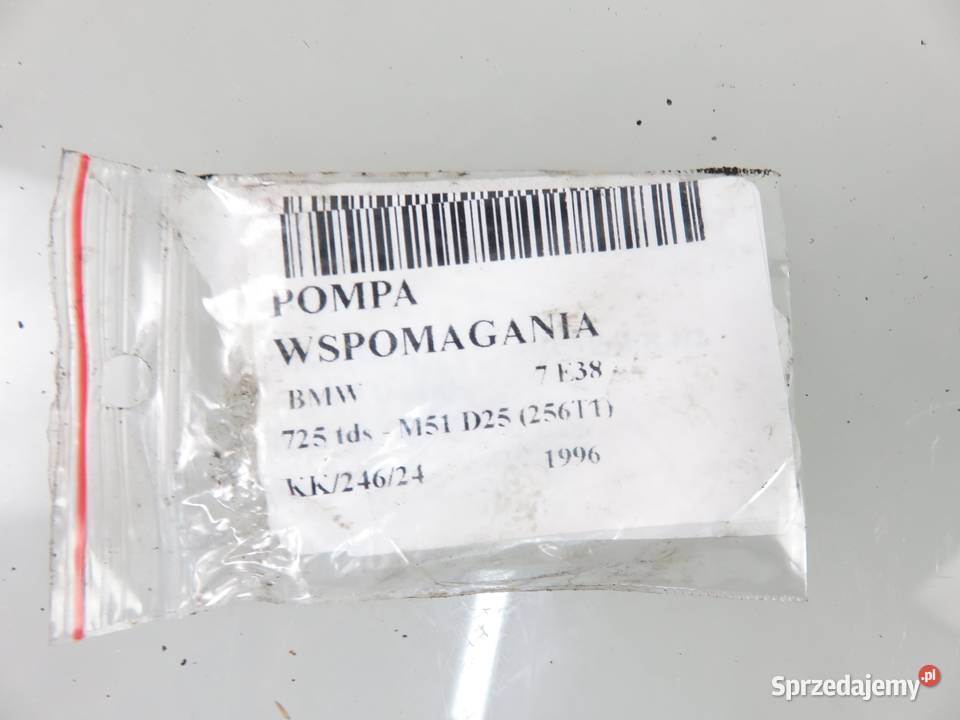 POMPA
WSPOMAGANIA
BMW 7 E38
725 tds - M51 D25 (256T1)
KK/246/24 1996
Sprzedajemy.pl